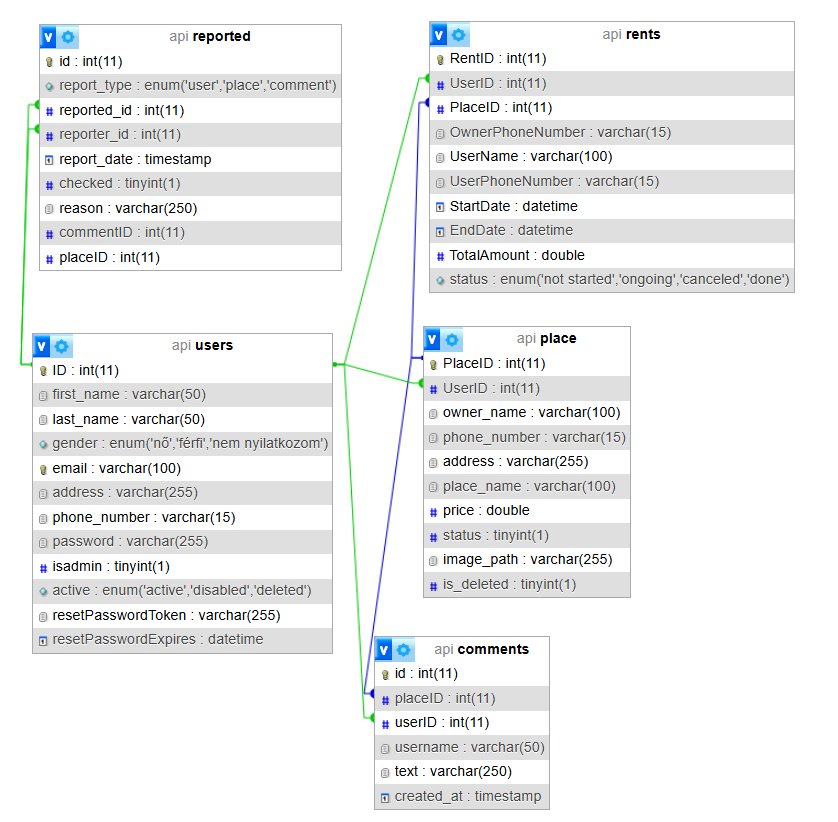 v api reported
id : int(11)
report_type : enum('user','place','comment')
reported_id : int(11)
reporter_id : int(11)
report_date : timestamp
checked : tinyint(1)
reason : varchar(250)
commentID : int(11)
placeID : int(11)
v api rents
RentID : int(11)
UserID : int(11)
PlaceID : int(11)
OwnerPhoneNumber : varchar(15)
UserName : varchar(100)
UserPhoneNumber : varchar(15)
StartDate : datetime
EndDate : datetime
TotalAmount : double
status : enum('not started','ongoing','canceled','done')
v api users
ID : int(11)
first_name : varchar(50)
last_name : varchar(50)
gender : enum('nő','férfi','nem nyilatkozom')
email : varchar(100)
address : varchar(255)
phone_number : varchar(15)
password : varchar(255)
isadmin : tinyint(1)
active : enum('active','disabled','deleted')
resetPasswordToken : varchar(255)
resetPasswordExpires : datetime
v api place
PlaceID : int(11)
UserID : int(11)
owner_name : varchar(100)
phone_number : varchar(15)
address : varchar(255)
place_name : varchar(100)
price : double
status : tinyint(1)
image_path : varchar(255)
is_deleted : tinyint(1)
v api comments
id : int(11)
placeID : int(11)
userID : int(11)
username : varchar(50)
text : varchar(250)
created_at : timestamp